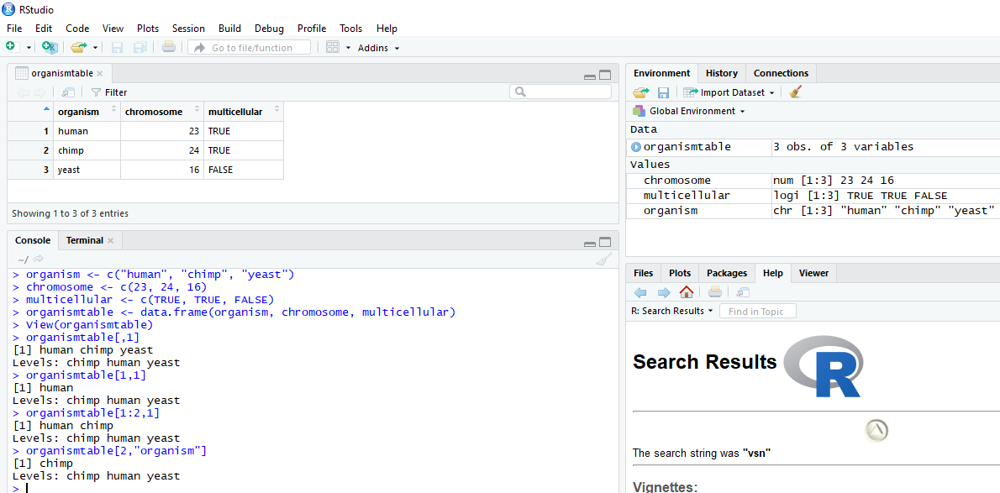 RStudio
File Edit Code View Plots Session Build Debug Profile Tools Help
Go to file/function Addins
organismtable
Filter
organism chromosome multicellular
1 human 23 TRUE
2 chimp 24 TRUE
3 yeast 16 FALSE
Showing 1 to 3 of 3 entries
Console Terminal
~/
> organism <- c("human", "chimp", "yeast")
> chromosome <- c(23, 24, 16)
> multicellular <- c(TRUE, TRUE, FALSE)
> organismtable <- data.frame(organism, chromosome, multicellular)
> View(organismtable)
> organismtable[,1]
[1] human chimp yeast
Levels: chimp human yeast
> organismtable[1,1]
[1] human
Levels: chimp human yeast
> organismtable[1:2,1]
[1] human chimp
Levels: chimp human yeast
> organismtable[2,"organism"]
[1] chimp
Levels: chimp human yeast
>
Environment History Connections
Import Dataset
Global Environment
Data
organismtable 3 obs. of 3 variables
Values
chromosome num [1:3] 23 24 16
multicellular logi [1:3] TRUE TRUE FALSE
organism chr [1:3] "human" "chimp" "yeast"
Files Plots Packages Help Viewer
R: Search Results Find in Topic
Search Results R
The search string was "vsn"
Vignettes: